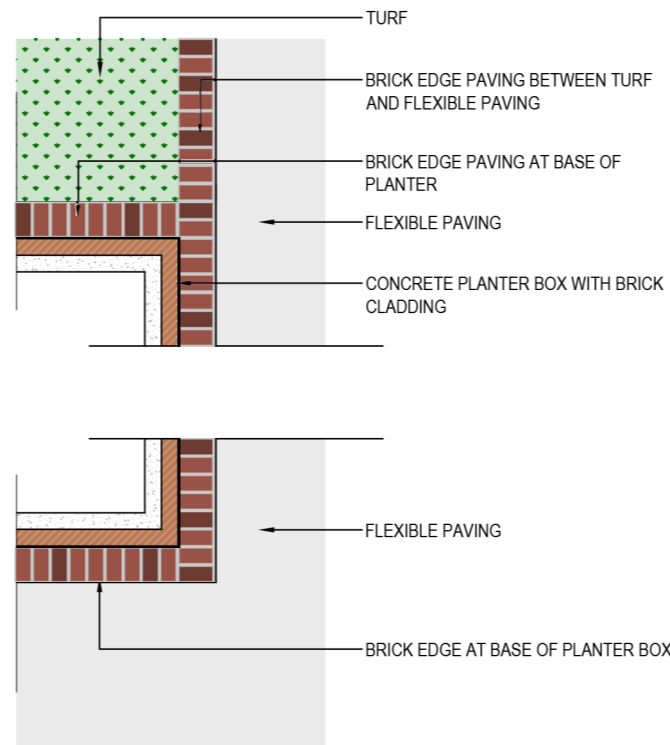 TURF
BRICK EDGE PAVING BETWEEN TURF
AND FLEXIBLE PAVING
BRICK EDGE PAVING AT BASE OF
PLANTER
FLEXIBLE PAVING
CONCRETE PLANTER BOX WITH BRICK
CLADDING
FLEXIBLE PAVING
BRICK EDGE AT BASE OF PLANTER BOX